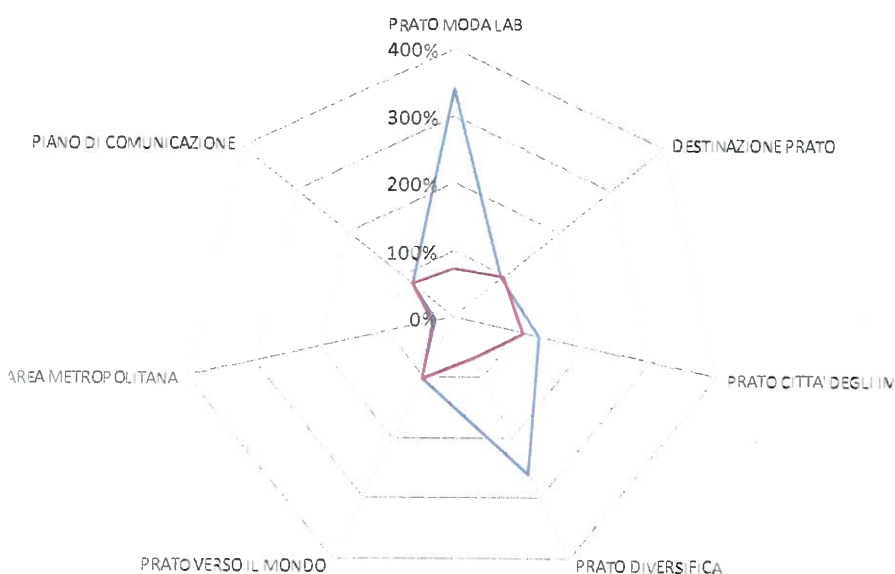 PRATO MODA LAB
400%
300%
200%
100%
0%
DESTINAZIONE PRATO
PRATO CITTA' DEGLI IM
PRATO DIVERSIFICA
PRATO VERSO IL MONDO
AREA METROPOLITANA
PIANO DI COMUNICAZIONE